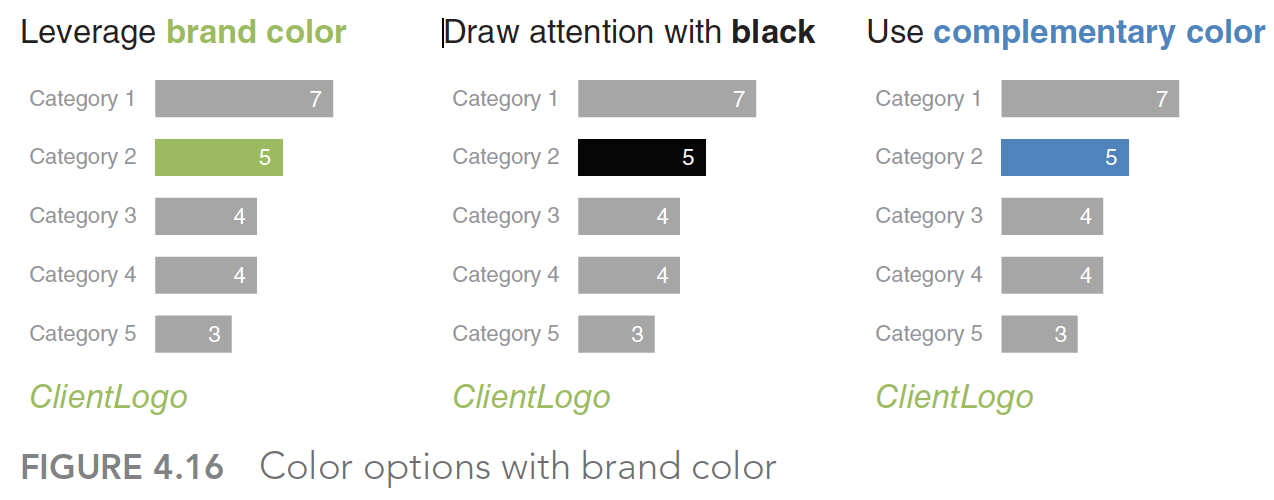 Leverage brand color
Category 1 7
Category 2 5
Category 3 4
Category 4 4
Category 5 3
ClientLogo
Draw attention with black
Category 1 7
Category 2 5
Category 3 4
Category 4 4
Category 5 3
ClientLogo
Use complementary color
Category 1 7
Category 2 5
Category 3 4
Category 4 4
Category 5 3
ClientLogo
FIGURE 4.16 Color options with brand color